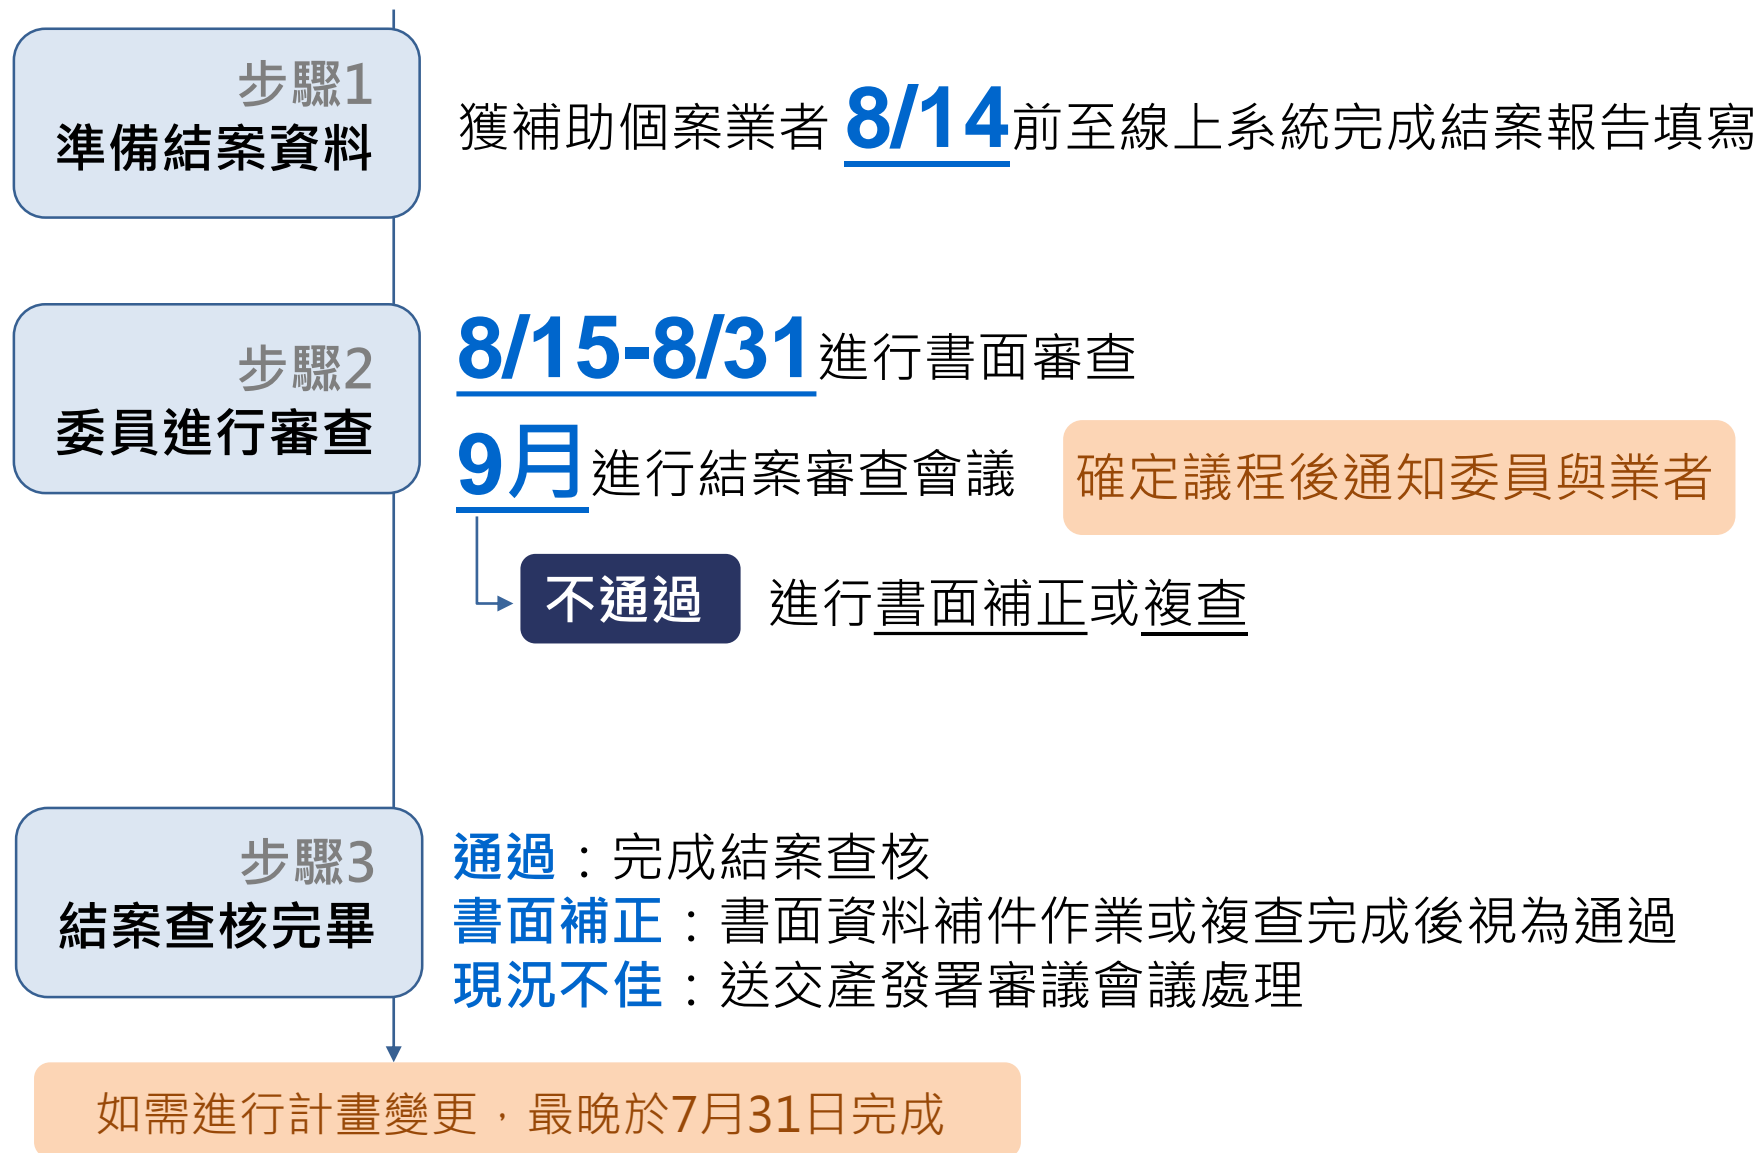 步驟1
準備結案資料
獲補助個案業者 8/14前至線上系統完成結案報告填寫
步驟2
委員進行審查
8/15-8/31進行書面審查
9月進行結案審查會議
確定議程後通知委員與業者
不通過
進行書面補正或複查
步驟3
結案查核完畢
通過：完成結案查核
書面補正：書面資料補件作業或複查完成後視為通過
現況不佳：送交產發署審議會議處理
如需進行計畫變更，最晚於7月31日完成